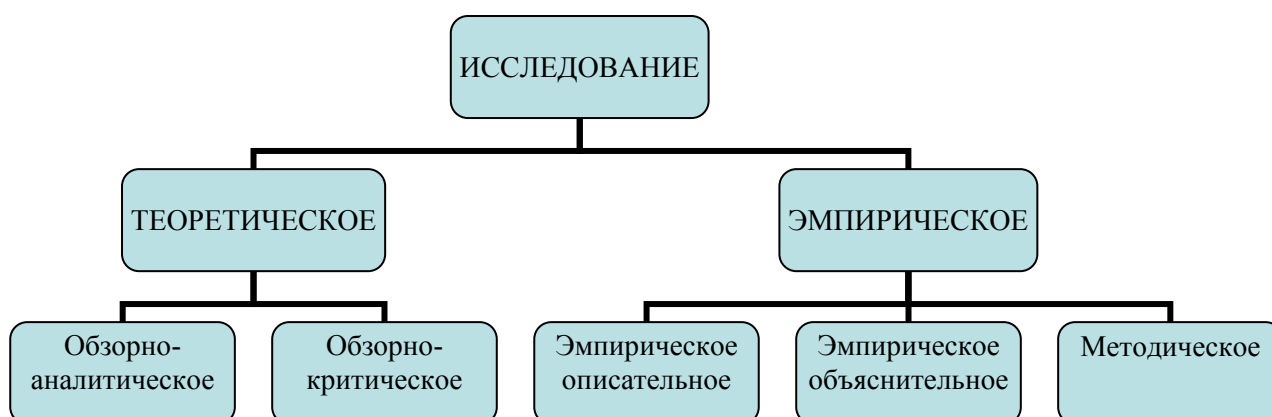 ИССЛЕДОВАНИЕ
ТЕОРЕТИЧЕСКОЕ
ЭМПИРИЧЕСКОЕ
Обзорно-
аналитическое
Обзорно-
критическое
Эмпирическое
описательное
Эмпирическое
объяснительное
Методическое